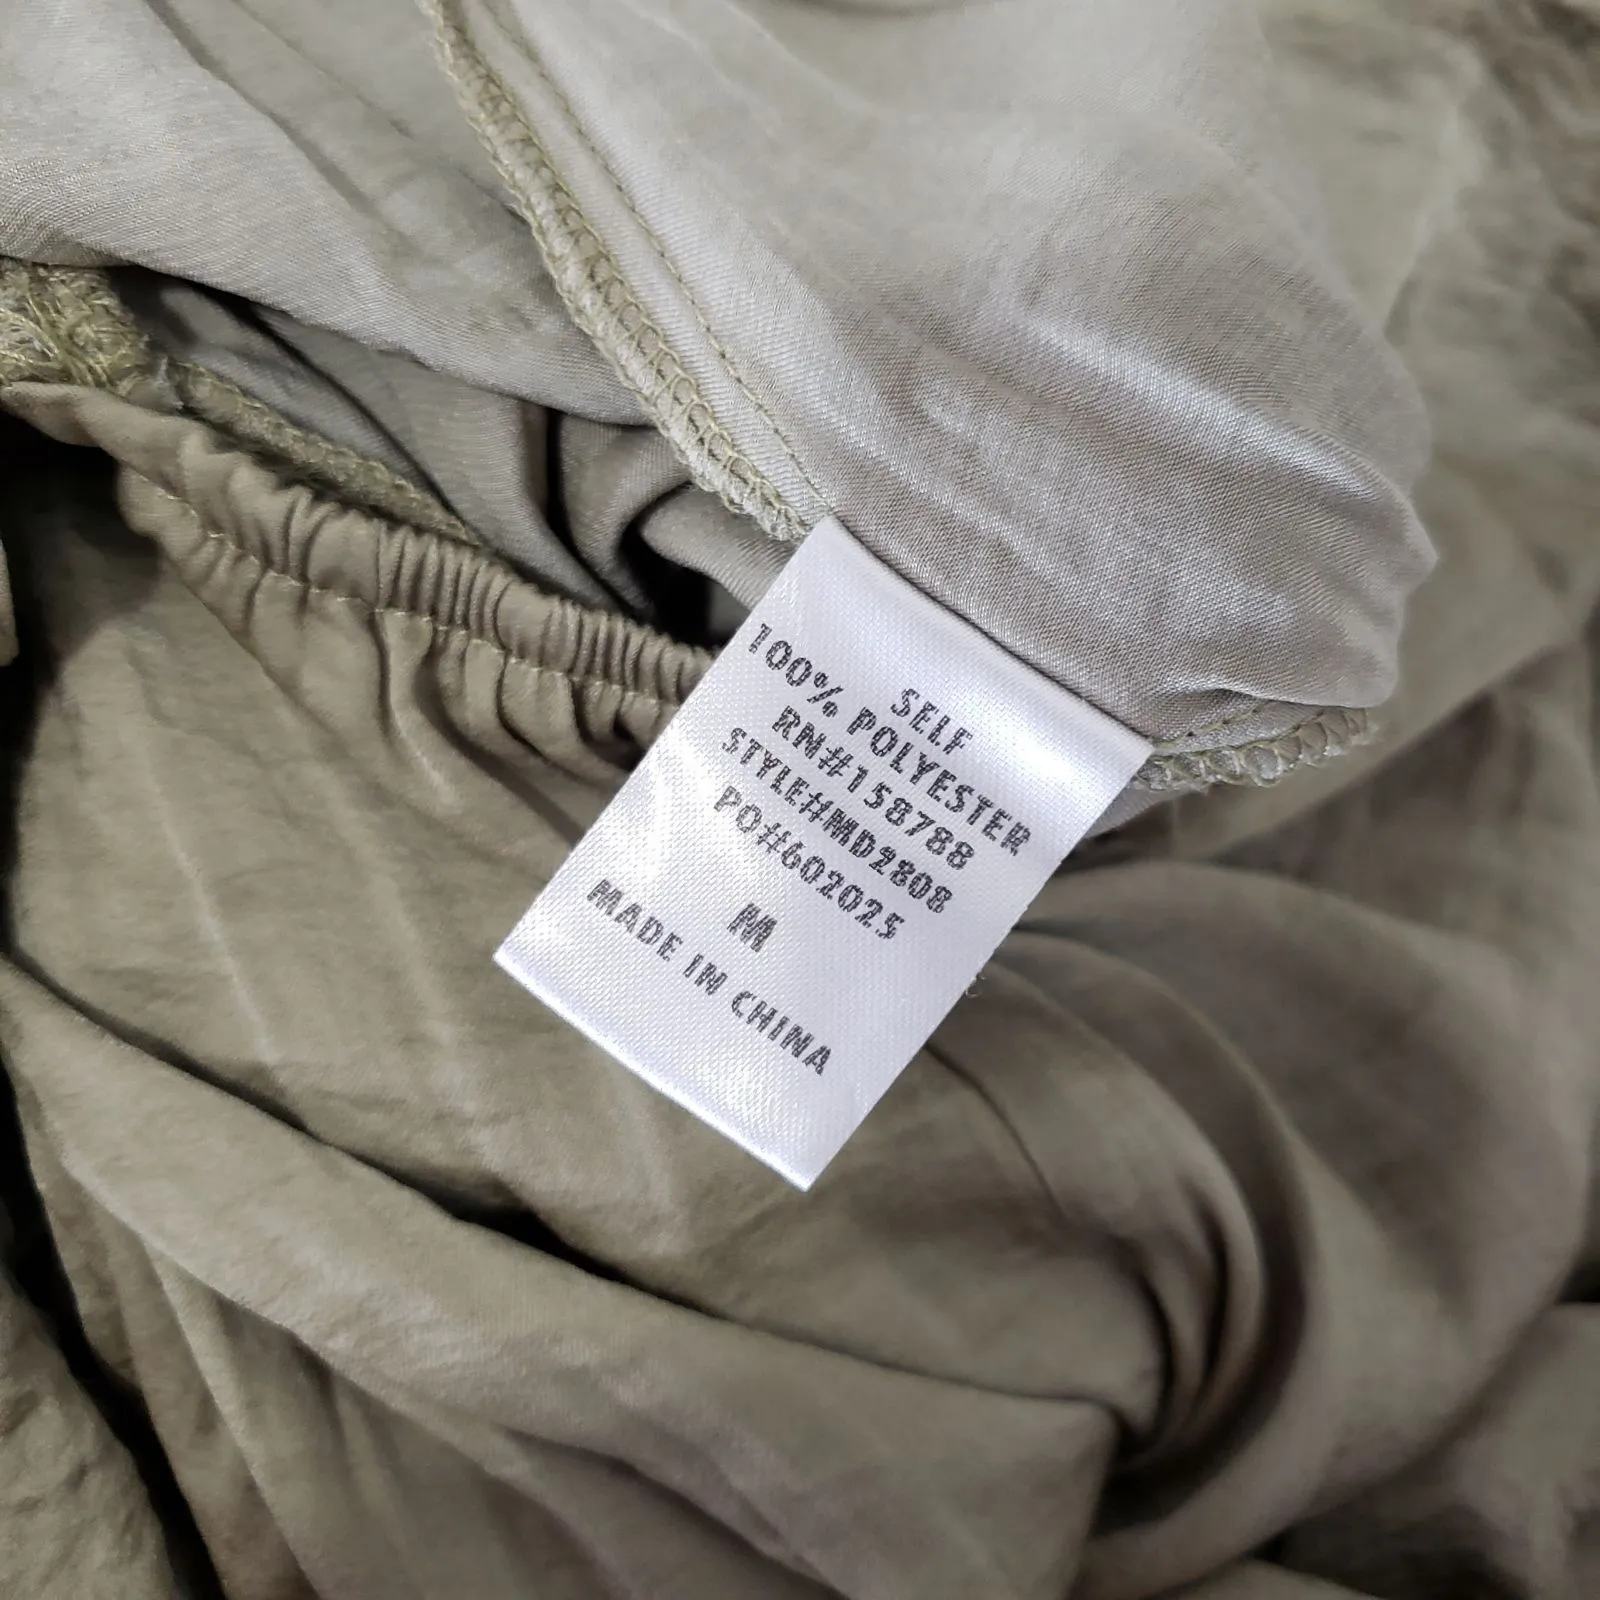 SELF
100% POLYESTER
RN#158788
STYLE#MD2808
PO#602025
M
MADE IN CHINA